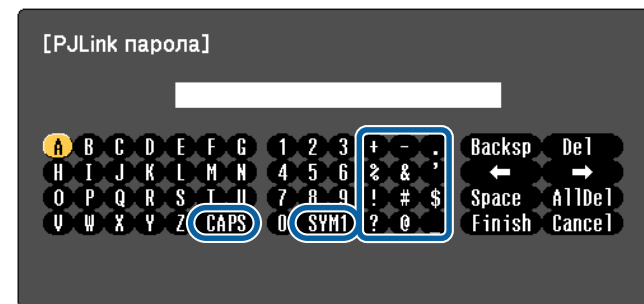 [PJLink парола]
A B C D E F G 1 2 3 + - . Backsp Del
H I J K L M N 4 5 6 % & ' ← →
O P Q R S T U 7 8 9 ! # $ Space AllDel
V W X Y Z CAPS 0 SYM1 ? @ _ Finish Cancel